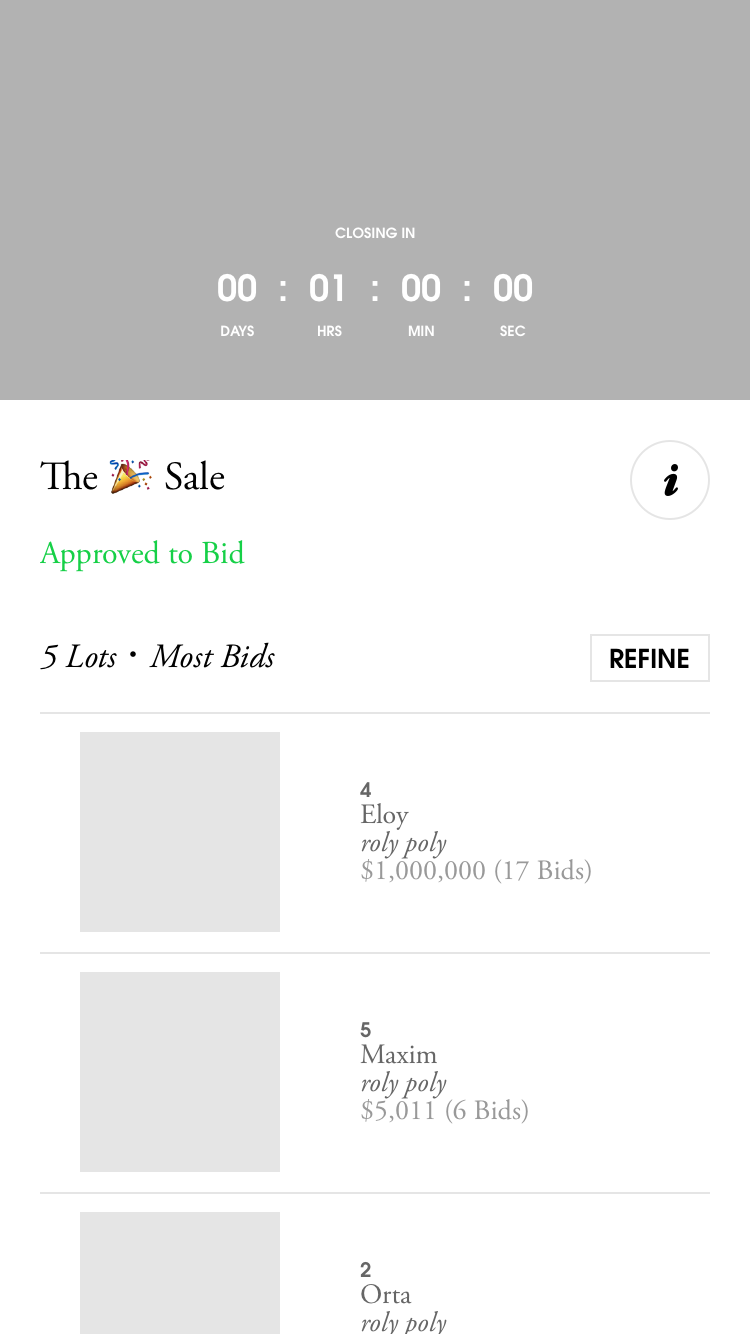 CLOSING IN
00 : 01 : 00 : 00
DAYS HRS MIN SEC
The 🎉 Sale
i
Approved to Bid
5 Lots • Most Bids
REFINE
4
Eloy
roly poly
$1,000,000 (17 Bids)
5
Maxim
roly poly
$5,011 (6 Bids)
2
Orta
roly poly